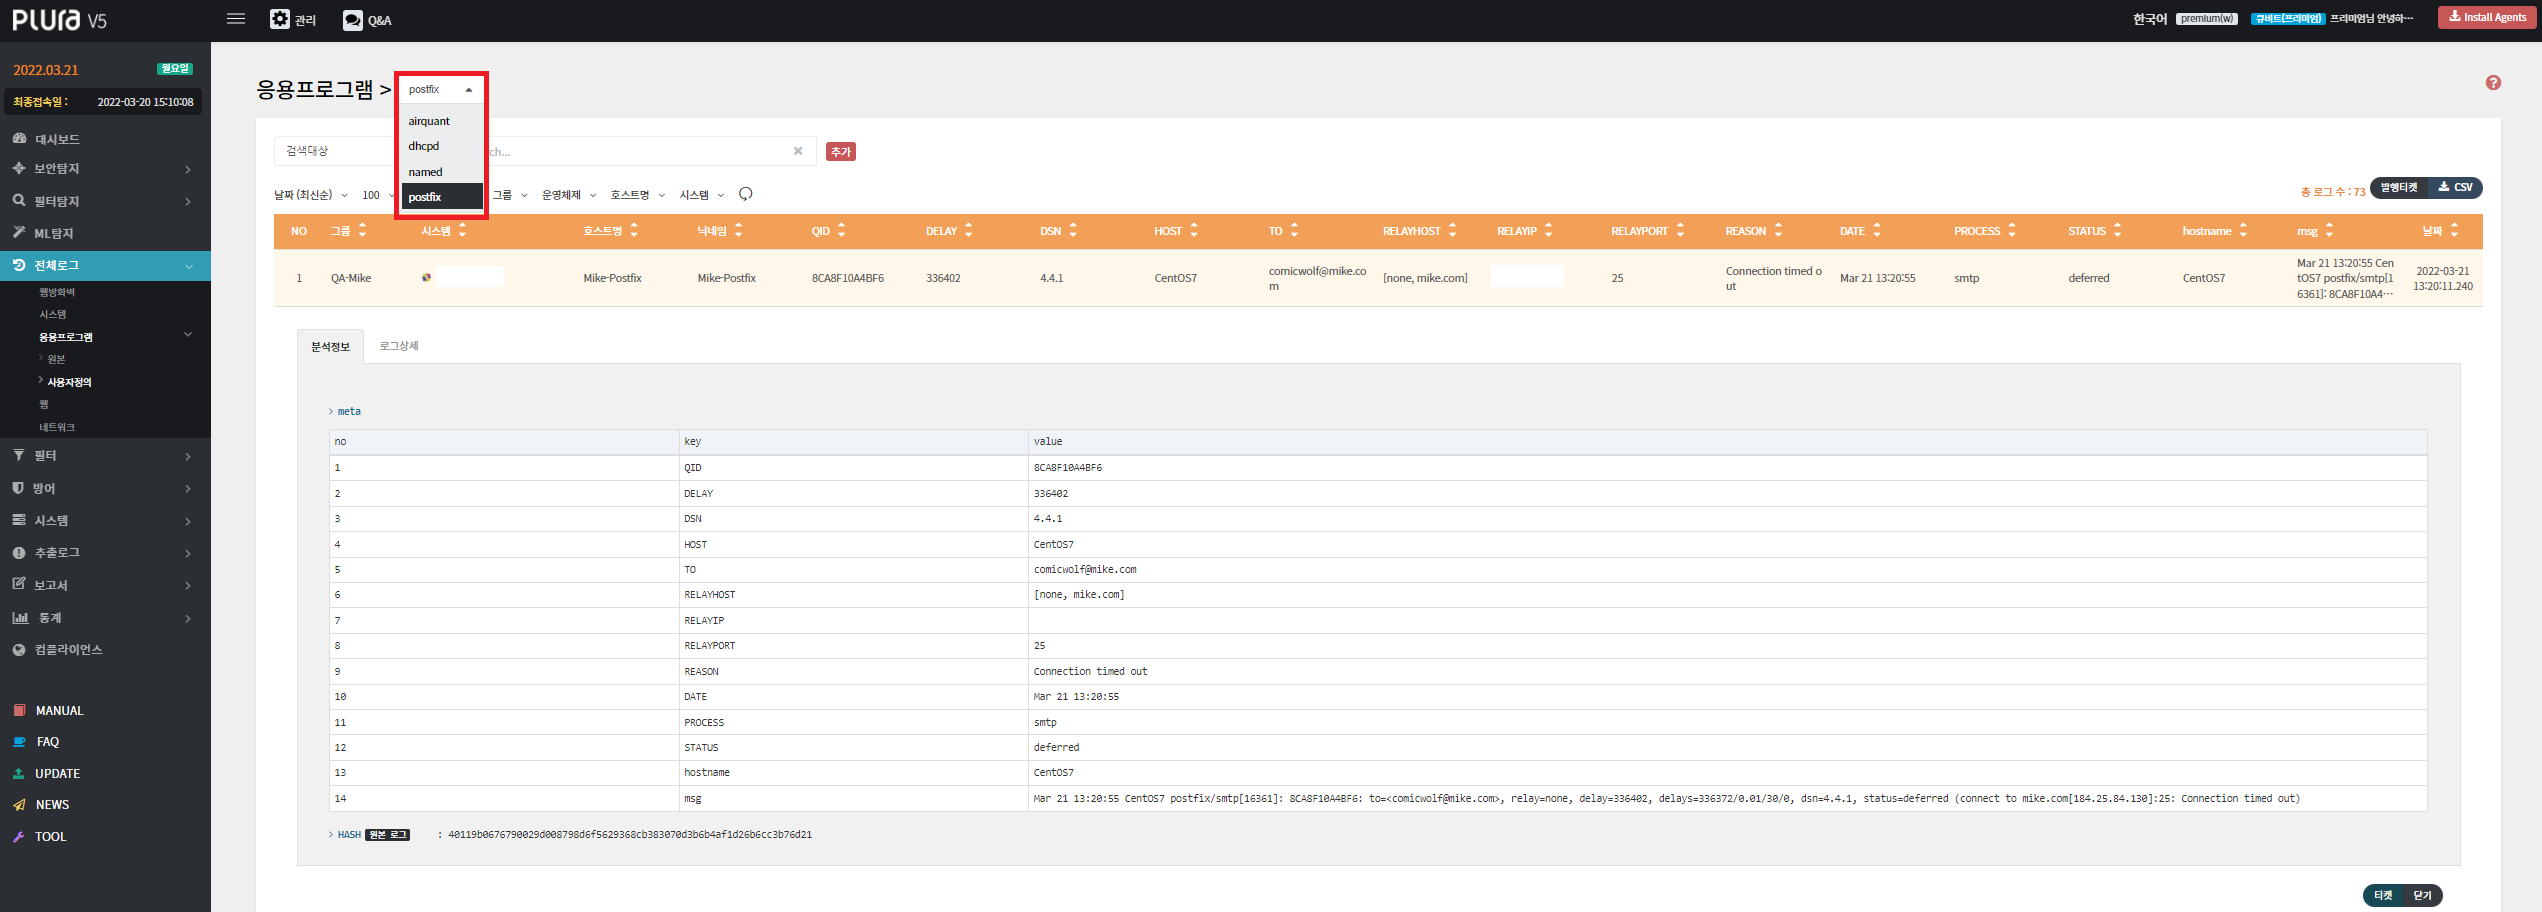 PLURA V5
관리
Q&A
한국어
premium(w)
큐비트(프리미엄)
프리미엄님 안녕하…
Install Agents
2022.03.21
월요일
최종접속일 :
2022-03-20 15:10:08
대시보드
보안탐지
필터탐지
ML탐지
전체로그
웹방화벽
시스템
응용프로그램
원본
사용자정의
웹
네트워크
필터
방어
시스템
추출로그
보고서
통계
컴플라이언스
MANUAL
FAQ
UPDATE
NEWS
TOOL
응용프로그램 > postfix
airquant
dhcpd
named
postfix
검색대상
ch...
추가
날짜 (최신순) 100 그룹 운영체제 호스트명 시스템
총 로그 수 : 73
발행티켓
CSV
NO 그룹 시스템 호스트명 닉네임 QID DELAY DSN HOST TO RELAYHOST RELAYIP RELAYPORT REASON DATE PROCESS STATUS hostname msg 날짜
1 QA-Mike Mike-Postfix Mike-Postfix 8CA8F10A4BF6 336402 4.4.1 CentOS7 comicwolf@mike.co
m
[none, mike.com] 25 Connection timed o
ut
Mar 21 13:20:55 smtp deferred CentOS7 Mar 21 13:20:55 Cen
tOS7 postfix/smtp[1
6361]: 8CA8F10A4…
2022-03-21
13:20:11.240
분석정보
로그상세
meta
no key value
1 QID 8CA8F10A4BF6
2 DELAY 336402
3 DSN 4.4.1
4 HOST CentOS7
5 TO comicwolf@mike.com
6 RELAYHOST [none, mike.com]
7 RELAYIP
8 RELAYPORT 25
9 REASON Connection timed out
10 DATE Mar 21 13:20:55
11 PROCESS smtp
12 STATUS deferred
13 hostname CentOS7
14 msg Mar 21 13:20:55 CentOS7 postfix/smtp[16361]: 8CA8F10A4BF6: to=<comicwolf@mike.com>, relay=none, delay=336402, delays=336372/0.01/30/0, dsn=4.4.1, status=deferred (connect to mike.com[184.25.84.130]:25: Connection timed out)
HASH 원본 로그 : 40119b0676790029d008798d6f5629368cb383070d3b6b4af1d26b6cc3b76d21
티켓
닫기